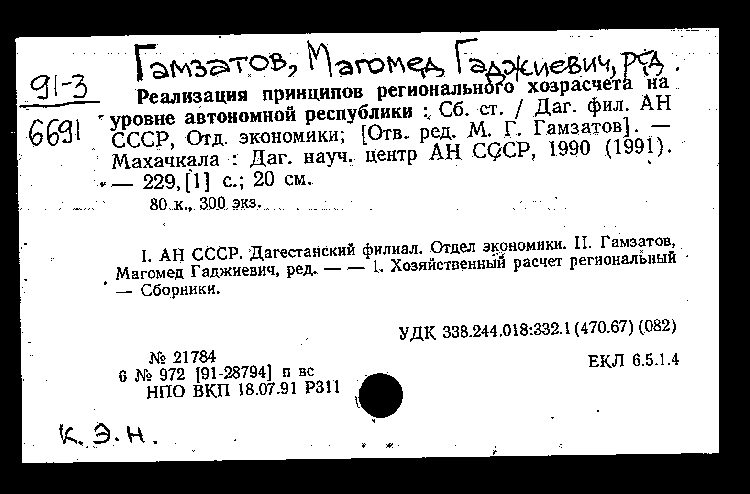 Гамзатов, Магомед Гаджиевич, ред.
91-3
6691
Реализация принципов регионального хозрасчета на
уровне автономной республики : Сб. ст. / Даг. фил. АН
СССР, Отд. экономики; [Отв. ред. М. Г. Гамзатов]. —
Махачкала : Даг. науч. центр АН СССР, 1990 (1991).
— 229, [1] с.; 20 см.
80 к., 300 экз.
I. АН СССР. Дагестанский филиал. Отдел экономики. II. Гамзатов,
Магомед Гаджиевич, ред. — — 1. Хозяйственный расчет региональный
— Сборники.
УДК 338.244.018:332.1 (470.67) (082)
№ 21784
6 № 972 [91-28794] п вс
НПО ВКП 18.07.91 Р311
ЕКЛ 6.5.1.4
К. Э. Н.